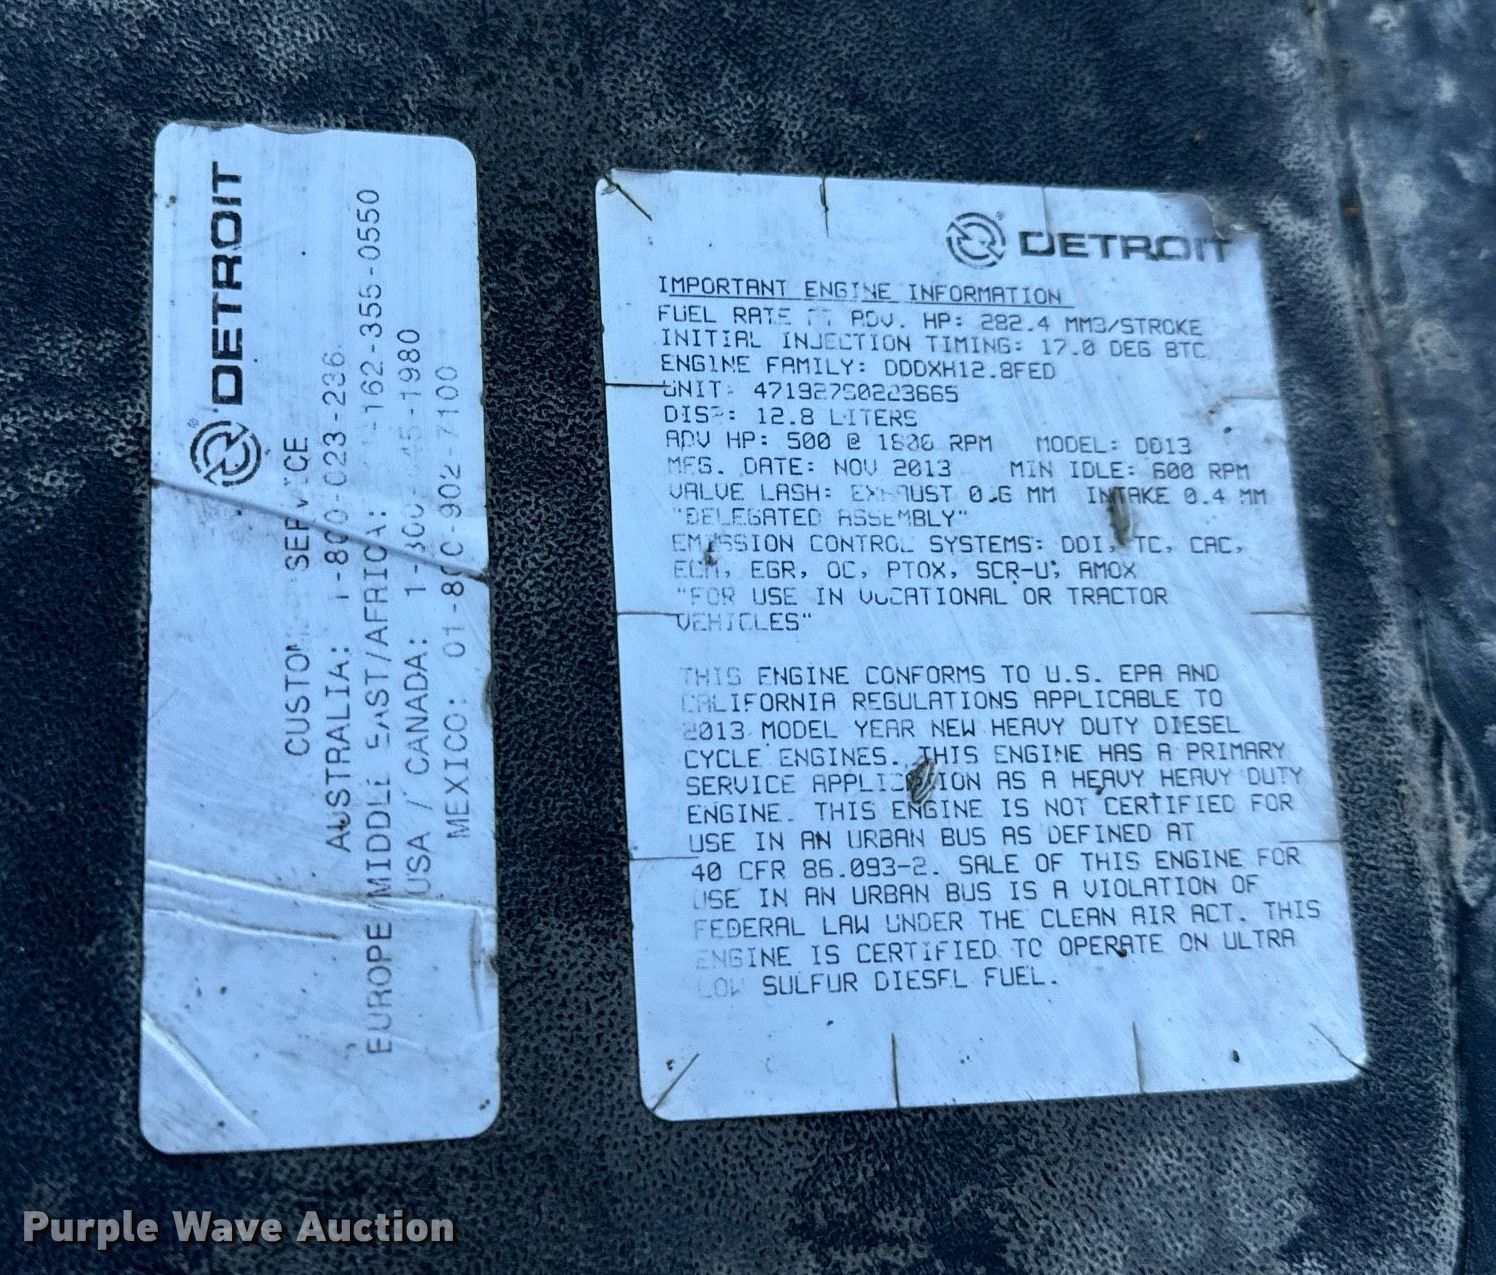 DETROIT
CUSTOMER SERVICE
AUSTRALIA: 1-800-023-236
EUROPE MIDDLE EAST/AFRICA: -162-355-0550
USA / CANADA: 1-800 -1980
MEXICO: 01-800-902-7100
DETROIT
IMPORTANT ENGINE INFORMATION
FUEL RATE AT ADV. HP: 282.4 MM3/STROKE
INITIAL INJECTION TIMING: 17.0 DEG BTC
ENGINE FAMILY: DDDXH12.8FED
UNIT:
DISP: 12.8 LITERS
ADV HP: 500 @ 1800 RPM MODEL: DD13
MFG. DATE: NOV 2013 MIN IDLE: 600 RPM
VALVE LASH: EXHAUST 0.6 MM INTAKE 0.4 MM
"DELEGATED ASSEMBLY"
EMISSION CONTROL SYSTEMS: DDI, TC, CAC,
ECM, EGR, OC, PTOX, SCR-U, AMOX
"FOR USE IN VOCATIONAL OR TRACTOR
VEHICLES"
THIS ENGINE CONFORMS TO U.S. EPA AND
CALIFORNIA REGULATIONS APPLICABLE TO
2013 MODEL YEAR NEW HEAVY DUTY DIESEL
CYCLE ENGINES. THIS ENGINE HAS A PRIMARY
SERVICE APPLICATION AS A HEAVY HEAVY DUTY
ENGINE. THIS ENGINE IS NOT CERTIFIED FOR
USE IN AN URBAN BUS AS DEFINED AT
40 CFR 86.093-2. SALE OF THIS ENGINE FOR
USE IN AN URBAN BUS IS A VIOLATION OF
FEDERAL LAW UNDER THE CLEAN AIR ACT. THIS
ENGINE IS CERTIFIED TO OPERATE ON ULTRA
LOW SULFUR DIESEL FUEL.
Purple Wave Auction